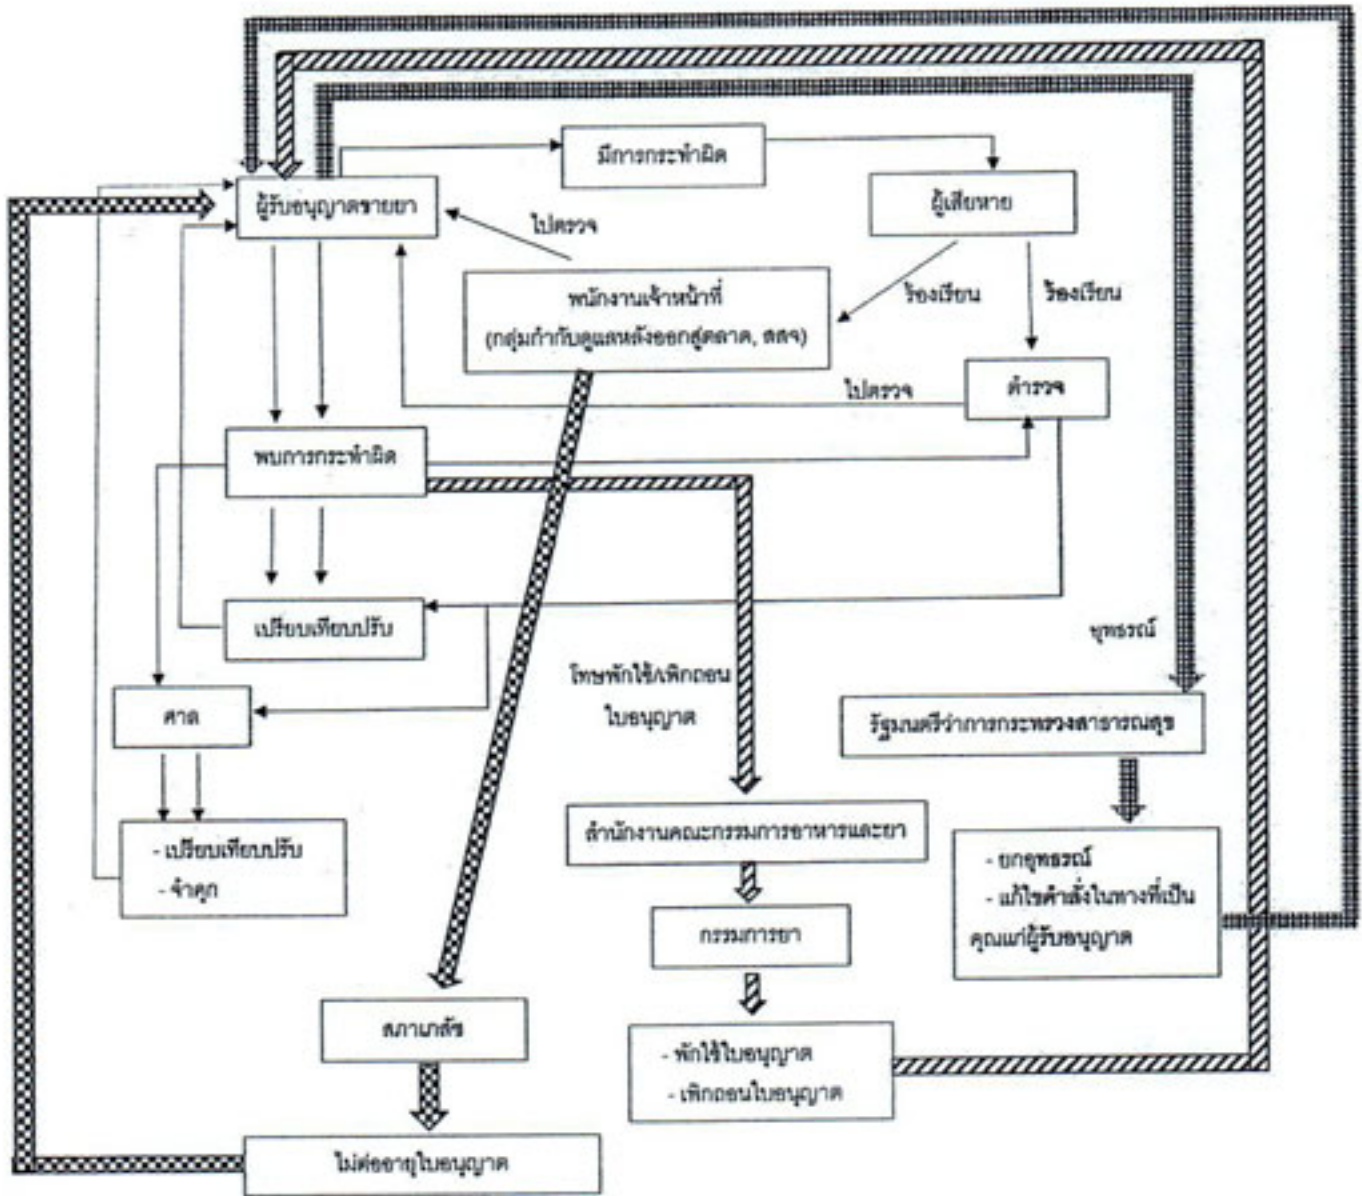 มีการกระทำผิด
ผู้รับอนุญาตขายยา
ผู้เสียหาย
ไปตรวจ
พนักงานเจ้าหน้าที่
(กลุ่มกำกับดูแลหลังออกสู่ตลาด, สสจ)
ร้องเรียน
ร้องเรียน
ไปตรวจ
ตำรวจ
พบการกระทำผิด
เปรียบเทียบปรับ
อุทธรณ์
โทษพักใช้/เพิกถอน
ใบอนุญาต
ศาล
รัฐมนตรีว่าการกระทรวงสาธารณสุข
- เปรียบเทียบปรับ
- จำคุก
สำนักงานคณะกรรมการอาหารและยา
- ยกอุทธรณ์
- แก้ไขคำสั่งในทางที่เป็น
คุณแก่ผู้รับอนุญาต
กรรมการยา
สภาเภสัช
- พักใช้ใบอนุญาต
- เพิกถอนใบอนุญาต
ไม่ต่ออายุใบอนุญาต